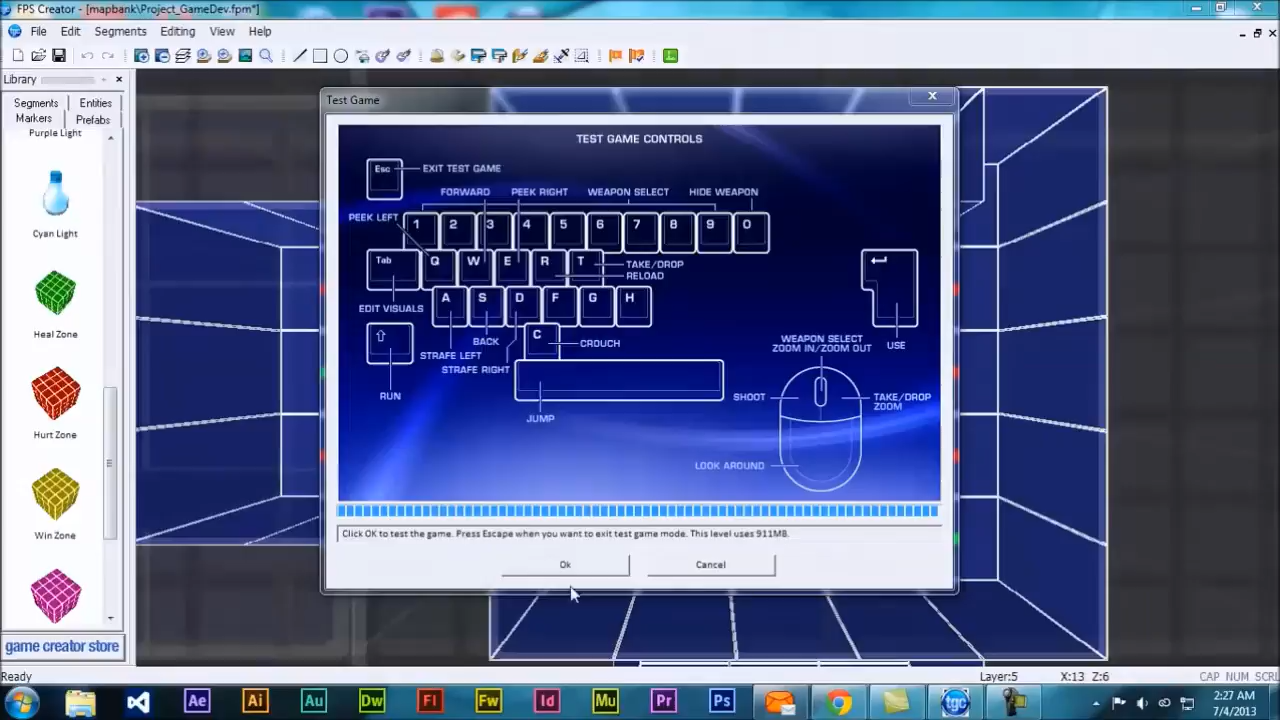 FPS Creator - [mapbank\Project_GameDev.fpm*]
File Edit Segments Editing View Help
Library
Segments Entities
Markers Prefabs
Purple Light
Cyan Light
Heal Zone
Hurt Zone
Win Zone
game creator store
Test Game
TEST GAME CONTROLS
Esc EXIT TEST GAME
FORWARD PEEK RIGHT WEAPON SELECT HIDE WEAPON
PEEK LEFT
1 2 3 4 5 6 7 8 9 0
Tab Q W E R T TAKE/DROP
RELOAD
EDIT VISUALS
A S D F G H
BACK
C CROUCH
STRAFE LEFT
STRAFE RIGHT
RUN
JUMP
USE
WEAPON SELECT
ZOOM IN/ZOOM OUT
SHOOT
TAKE/DROP
ZOOM
LOOK AROUND
Click OK to test the game. Press Escape when you want to exit test game mode. This level uses 911MB.
Ok Cancel
Ready Layer:5 X:13 Z:6 CAP NUM SCRL
Ae Ai Au Dw Fl Fw Id Mu Pr Ps tgc
2:27 AM
7/4/2013